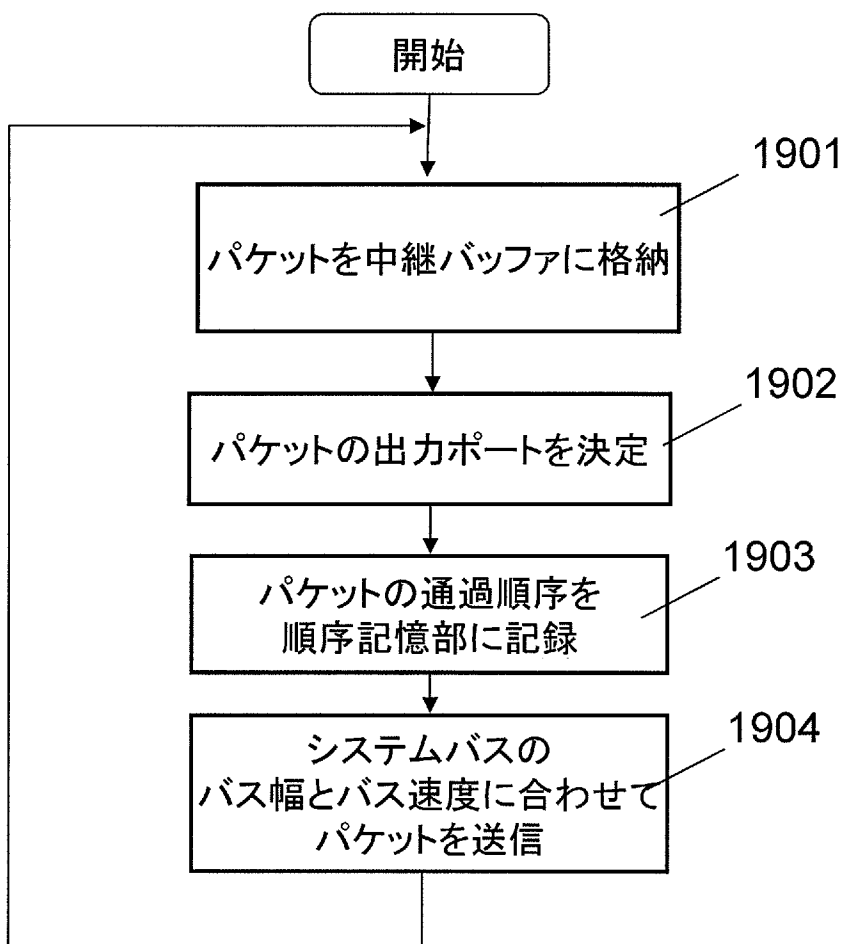 開始
1901
パケットを中継バッファに格納
1902
パケットの出力ポートを決定
1903
パケットの通過順序を
順序記憶部に記録
1904
システムバスの
バス幅とバス速度に合わせて
パケットを送信